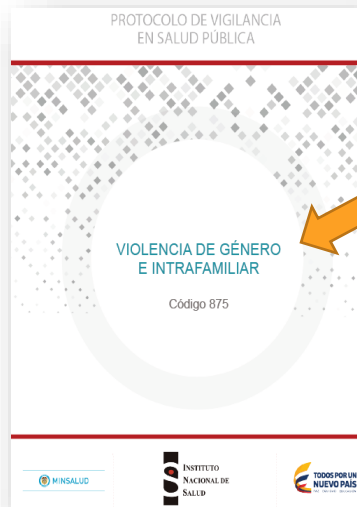 PROTOCOLO DE VIGILANCIA
EN SALUD PÚBLICA
VIOLENCIA DE GÉNERO
E INTRAFAMILIAR
Código 875
MINSALUD
INSTITUTO
NACIONAL DE
SALUD
TODOS POR UN
NUEVO PAÍS